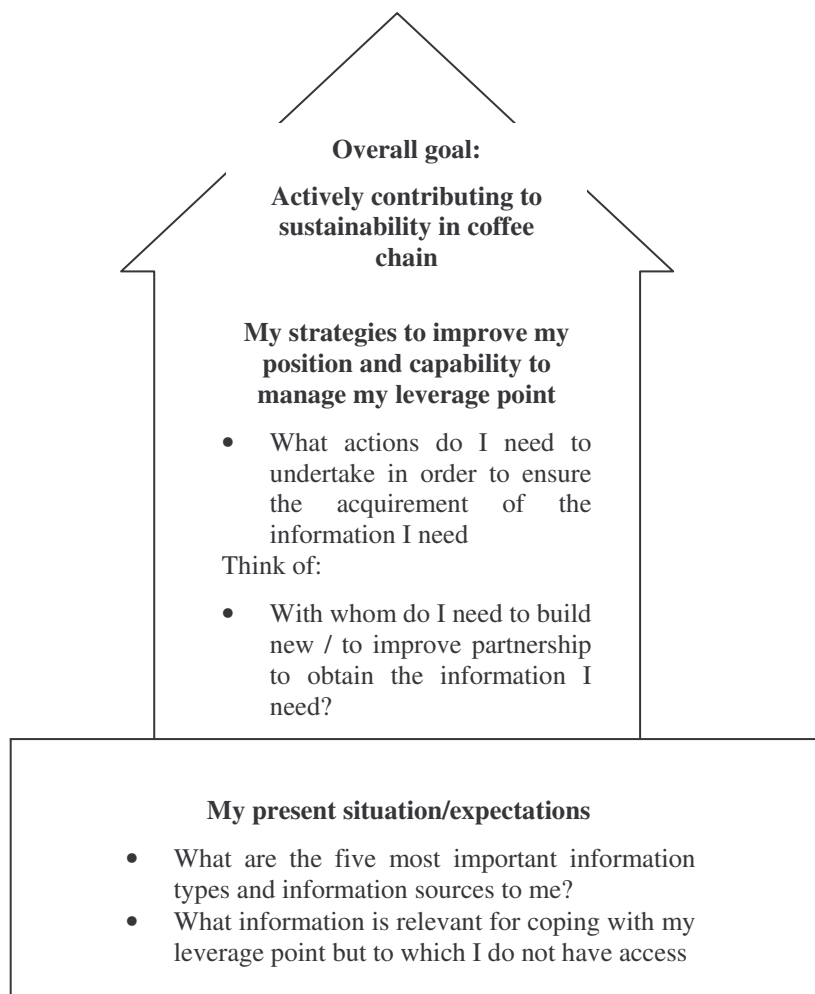 Overall goal:
Actively contributing to
sustainability in coffee
chain
My strategies to improve my
position and capability to
manage my leverage point
• What actions do I need to
undertake in order to ensure
the acquirement of the
information I need
Think of:
• With whom do I need to build
new / to improve partnership
to obtain the information I
need?
My present situation/expectations
• What are the five most important information
types and information sources to me?
• What information is relevant for coping with my
leverage point but to which I do not have access